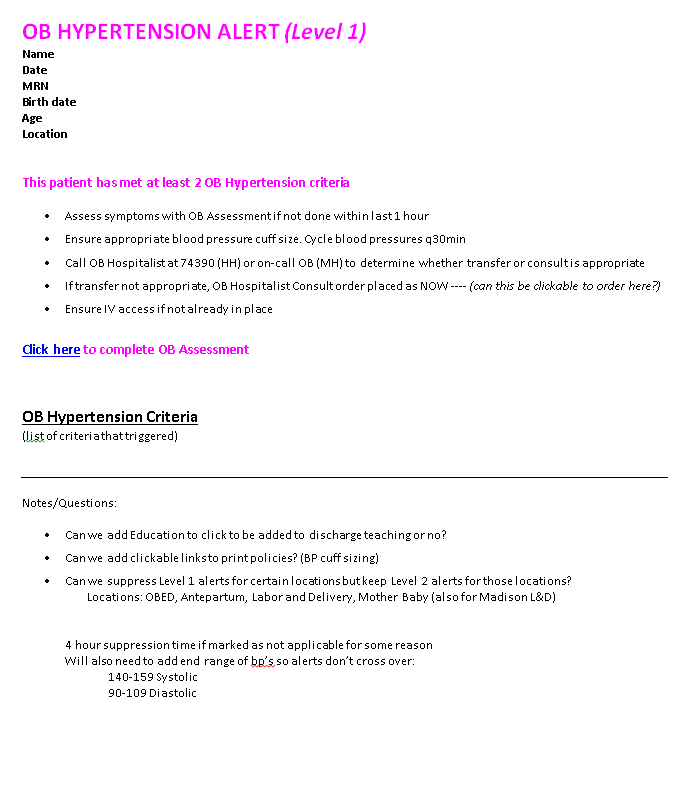 OB HYPERTENSION ALERT (Level 1)
Name
Date
MRN
Birth date
Age
Location
This patient has met at least 2 OB Hypertension criteria
• Assess symptoms with OB Assessment if not done within last 1 hour
• Ensure appropriate blood pressure cuff size. Cycle blood pressures q30min
• Call OB Hospitalist at 74390 (HH) or on-call OB (MH) to determine whether transfer or consult is appropriate
• If transfer not appropriate, OB Hospitalist Consult order placed as NOW ---- (can this be clickable to order here?)
• Ensure IV access if not already in place
Click here to complete OB Assessment
OB Hypertension Criteria
(list of criteria that triggered)
Notes/Questions:
• Can we add Education to click to be added to discharge teaching or no?
• Can we add clickable links to print policies? (BP cuff sizing)
• Can we suppress Level 1 alerts for certain locations but keep Level 2 alerts for those locations?
Locations: OBED, Antepartum, Labor and Delivery, Mother Baby (also for Madison L&D)
4 hour suppression time if marked as not applicable for some reason
Will also need to add end range of bp's so alerts don't cross over:
140-159 Systolic
90-109 Diastolic